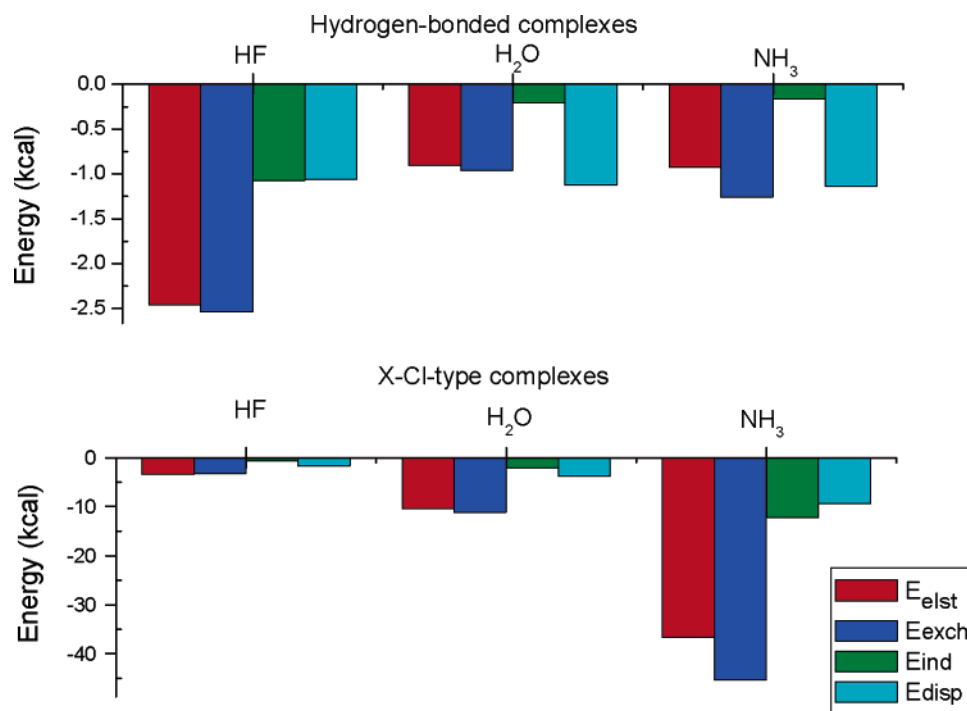 Hydrogen-bonded complexes
HF H₂O NH₃
0.0
-0.5
-1.0
-1.5
-2.0
-2.5
Energy (kcal)
X-Cl-type complexes
HF H₂O NH₃
0
-10
-20
-30
-40
Energy (kcal)
Eₑlst
Eexch
Eind
Edisp